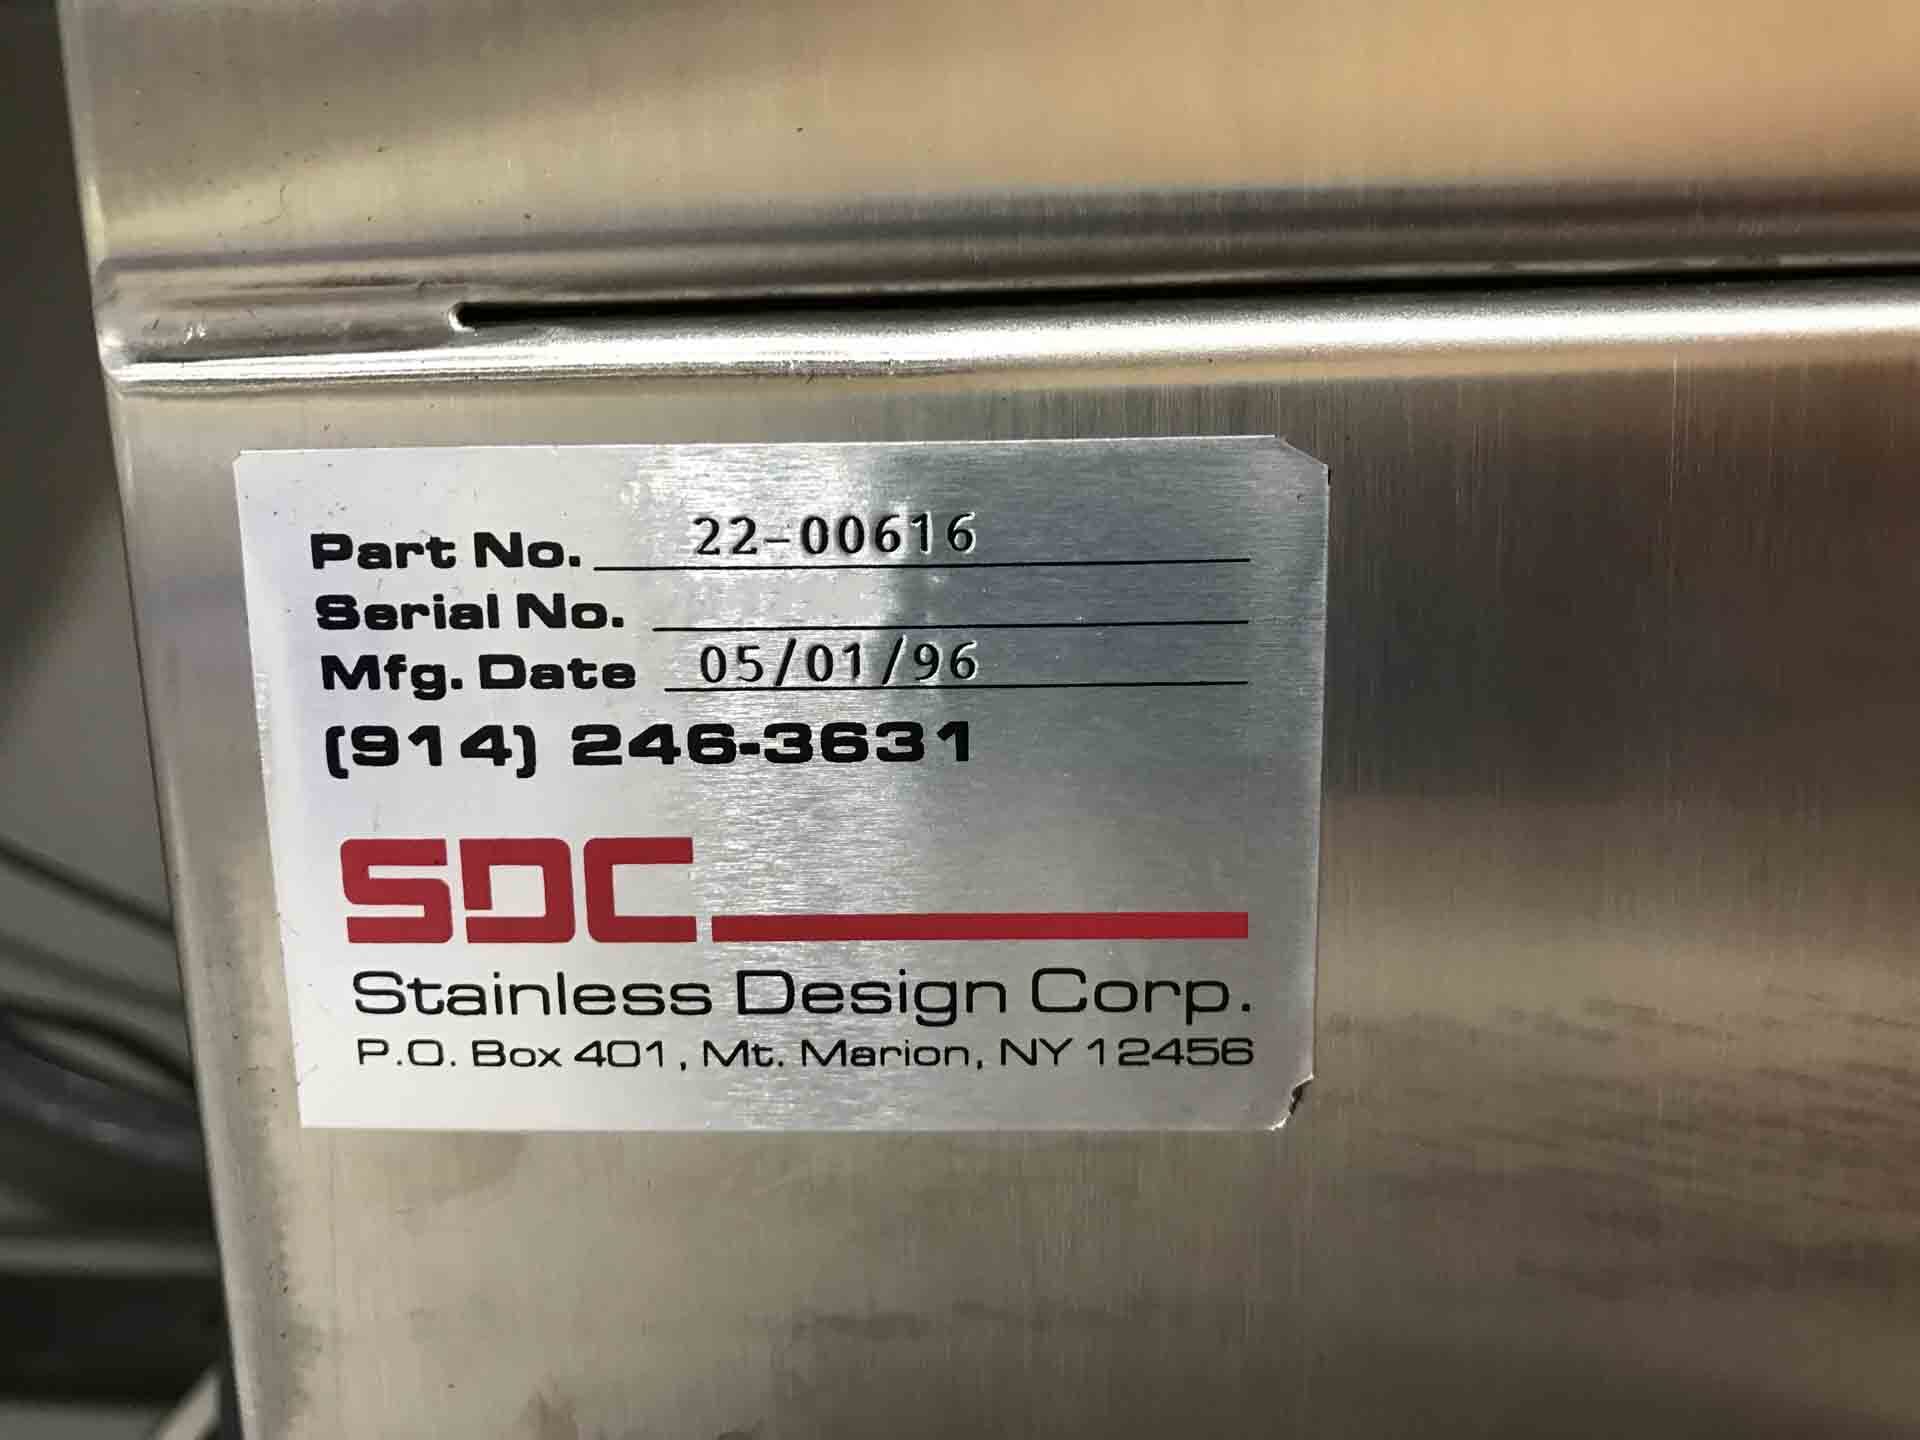 Part No. 22-00616
Serial No.
Mfg. Date 05/01/96
(914) 246-3631
SDC
Stainless Design Corp.
P.O. Box 401, Mt. Marion, NY 12456